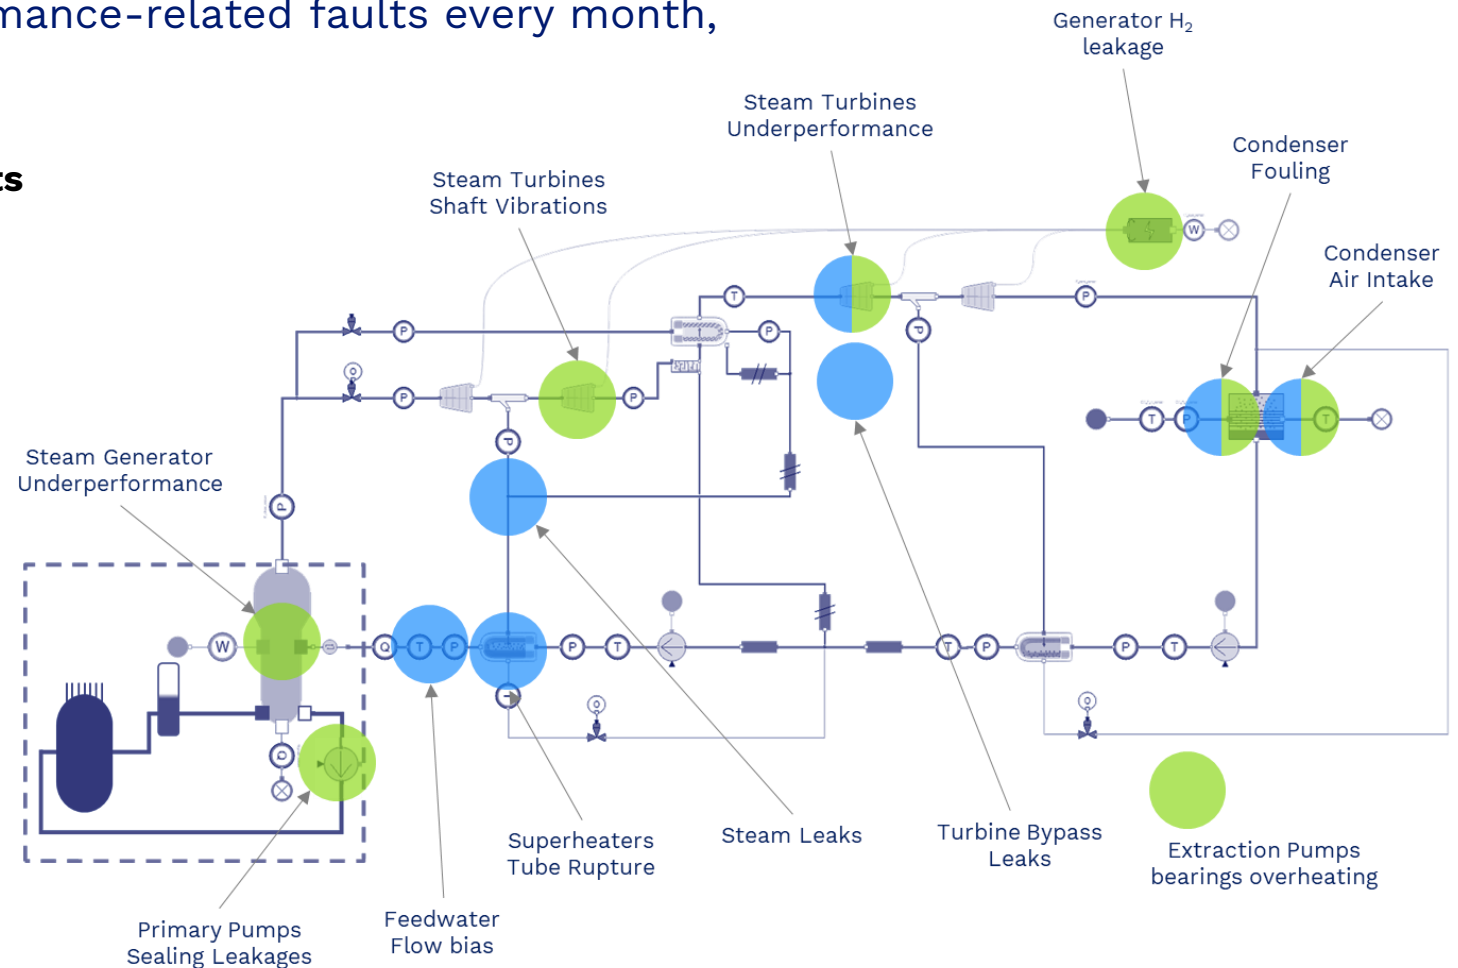 mance-related faults every month,
ts
Generator H₂
leakage
Steam Turbines
Underperformance
Condenser
Fouling
Steam Turbines
Shaft Vibrations
Condenser
Air Intake
W
T
P
P
P
P
O
P
P
P
T
P
T
Steam Generator
Underperformance
P
W
Q
T
P
P
T
T
P
P
T
O
O
Q
Superheaters
Tube Rupture
Steam Leaks
Turbine Bypass
Leaks
Extraction Pumps
bearings overheating
Primary Pumps
Sealing Leakages
Feedwater
Flow bias